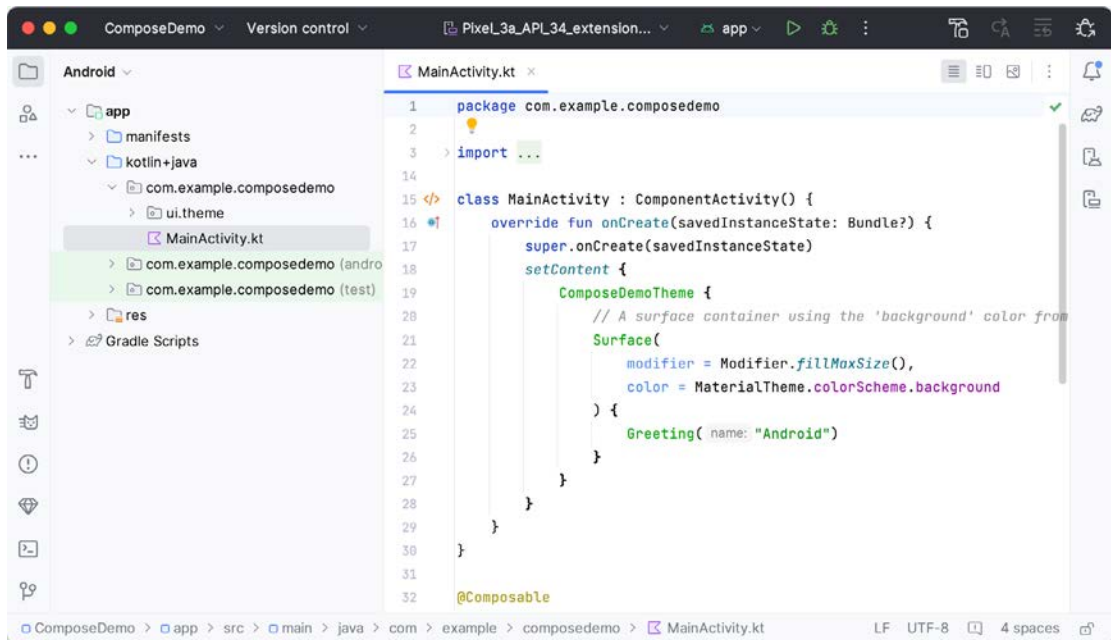 ComposeDemo Version control Pixel_3a_API_34_extension... app
Android
app
manifests
kotlin+java
com.example.composedemo
ui.theme
MainActivity.kt
com.example.composedemo (andro
com.example.composedemo (test)
res
Gradle Scripts
MainActivity.kt
1 package com.example.composedemo
2
3 import ...
14
15 class MainActivity : ComponentActivity() {
16 override fun onCreate(savedInstanceState: Bundle?) {
17 super.onCreate(savedInstanceState)
18 setContent {
19 ComposeDemoTheme {
20 // A surface container using the 'background' color from
21 Surface(
22 modifier = Modifier.fillMaxSize(),
23 color = MaterialTheme.colorScheme.background
24 ) {
25 Greeting( name: "Android")
26 }
27 }
28 }
29 }
30 }
31
32 @Composable
ComposeDemo > app > src > main > java > com > example > composedemo > MainActivity.kt LF UTF-8 4 spaces